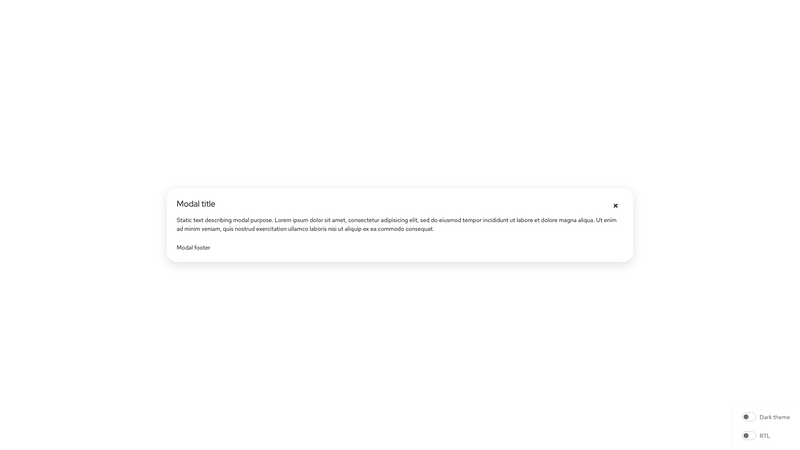 Modal title
Static text describing modal purpose. Lorem ipsum dolor sit amet, consectetur adipisicing elit, sed do eiusmod tempor incididunt ut labore et dolore magna aliqua. Ut enim
ad minim veniam, quis nostrud exercitation ullamco laboris nisi ut aliquip ex ea commodo consequat.
Modal footer
Dark theme
RTL